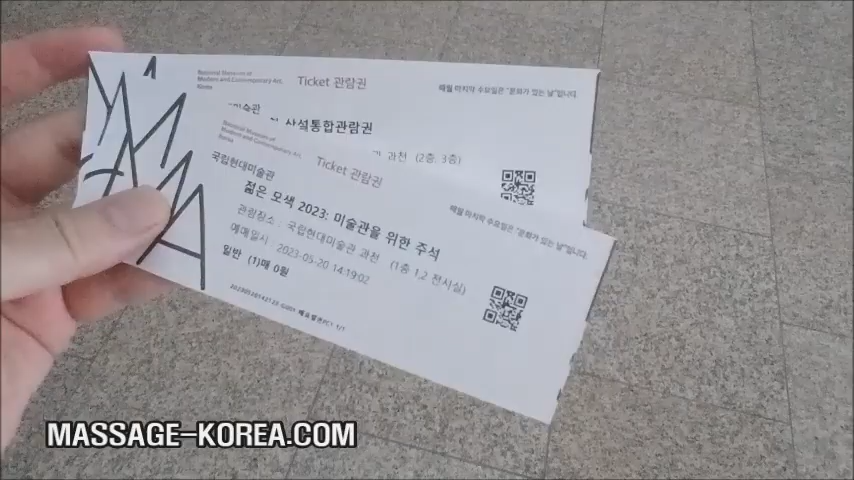 National Museum of
Modern and Contemporary Art,
Korea
Ticket 관람권
매월 마지막 수요일은 "문화가 있는 날"입니다.
상설통합관람권
과천 (2층, 3층)
National Museum of
Modern and Contemporary Art,
Korea
Ticket 관람권
매월 마지막 수요일은 "문화가 있는 날"입니다.
국립현대미술관
젊은 모색 2023: 미술관을 위한 주석
관람장소 : 국립현대미술관 과천 (1층 1,2 전시실)
예매일시 : 2023-05-20 14:19:02
일반 (1)매 0원
1/1
MASSAGE-KOREA.COM